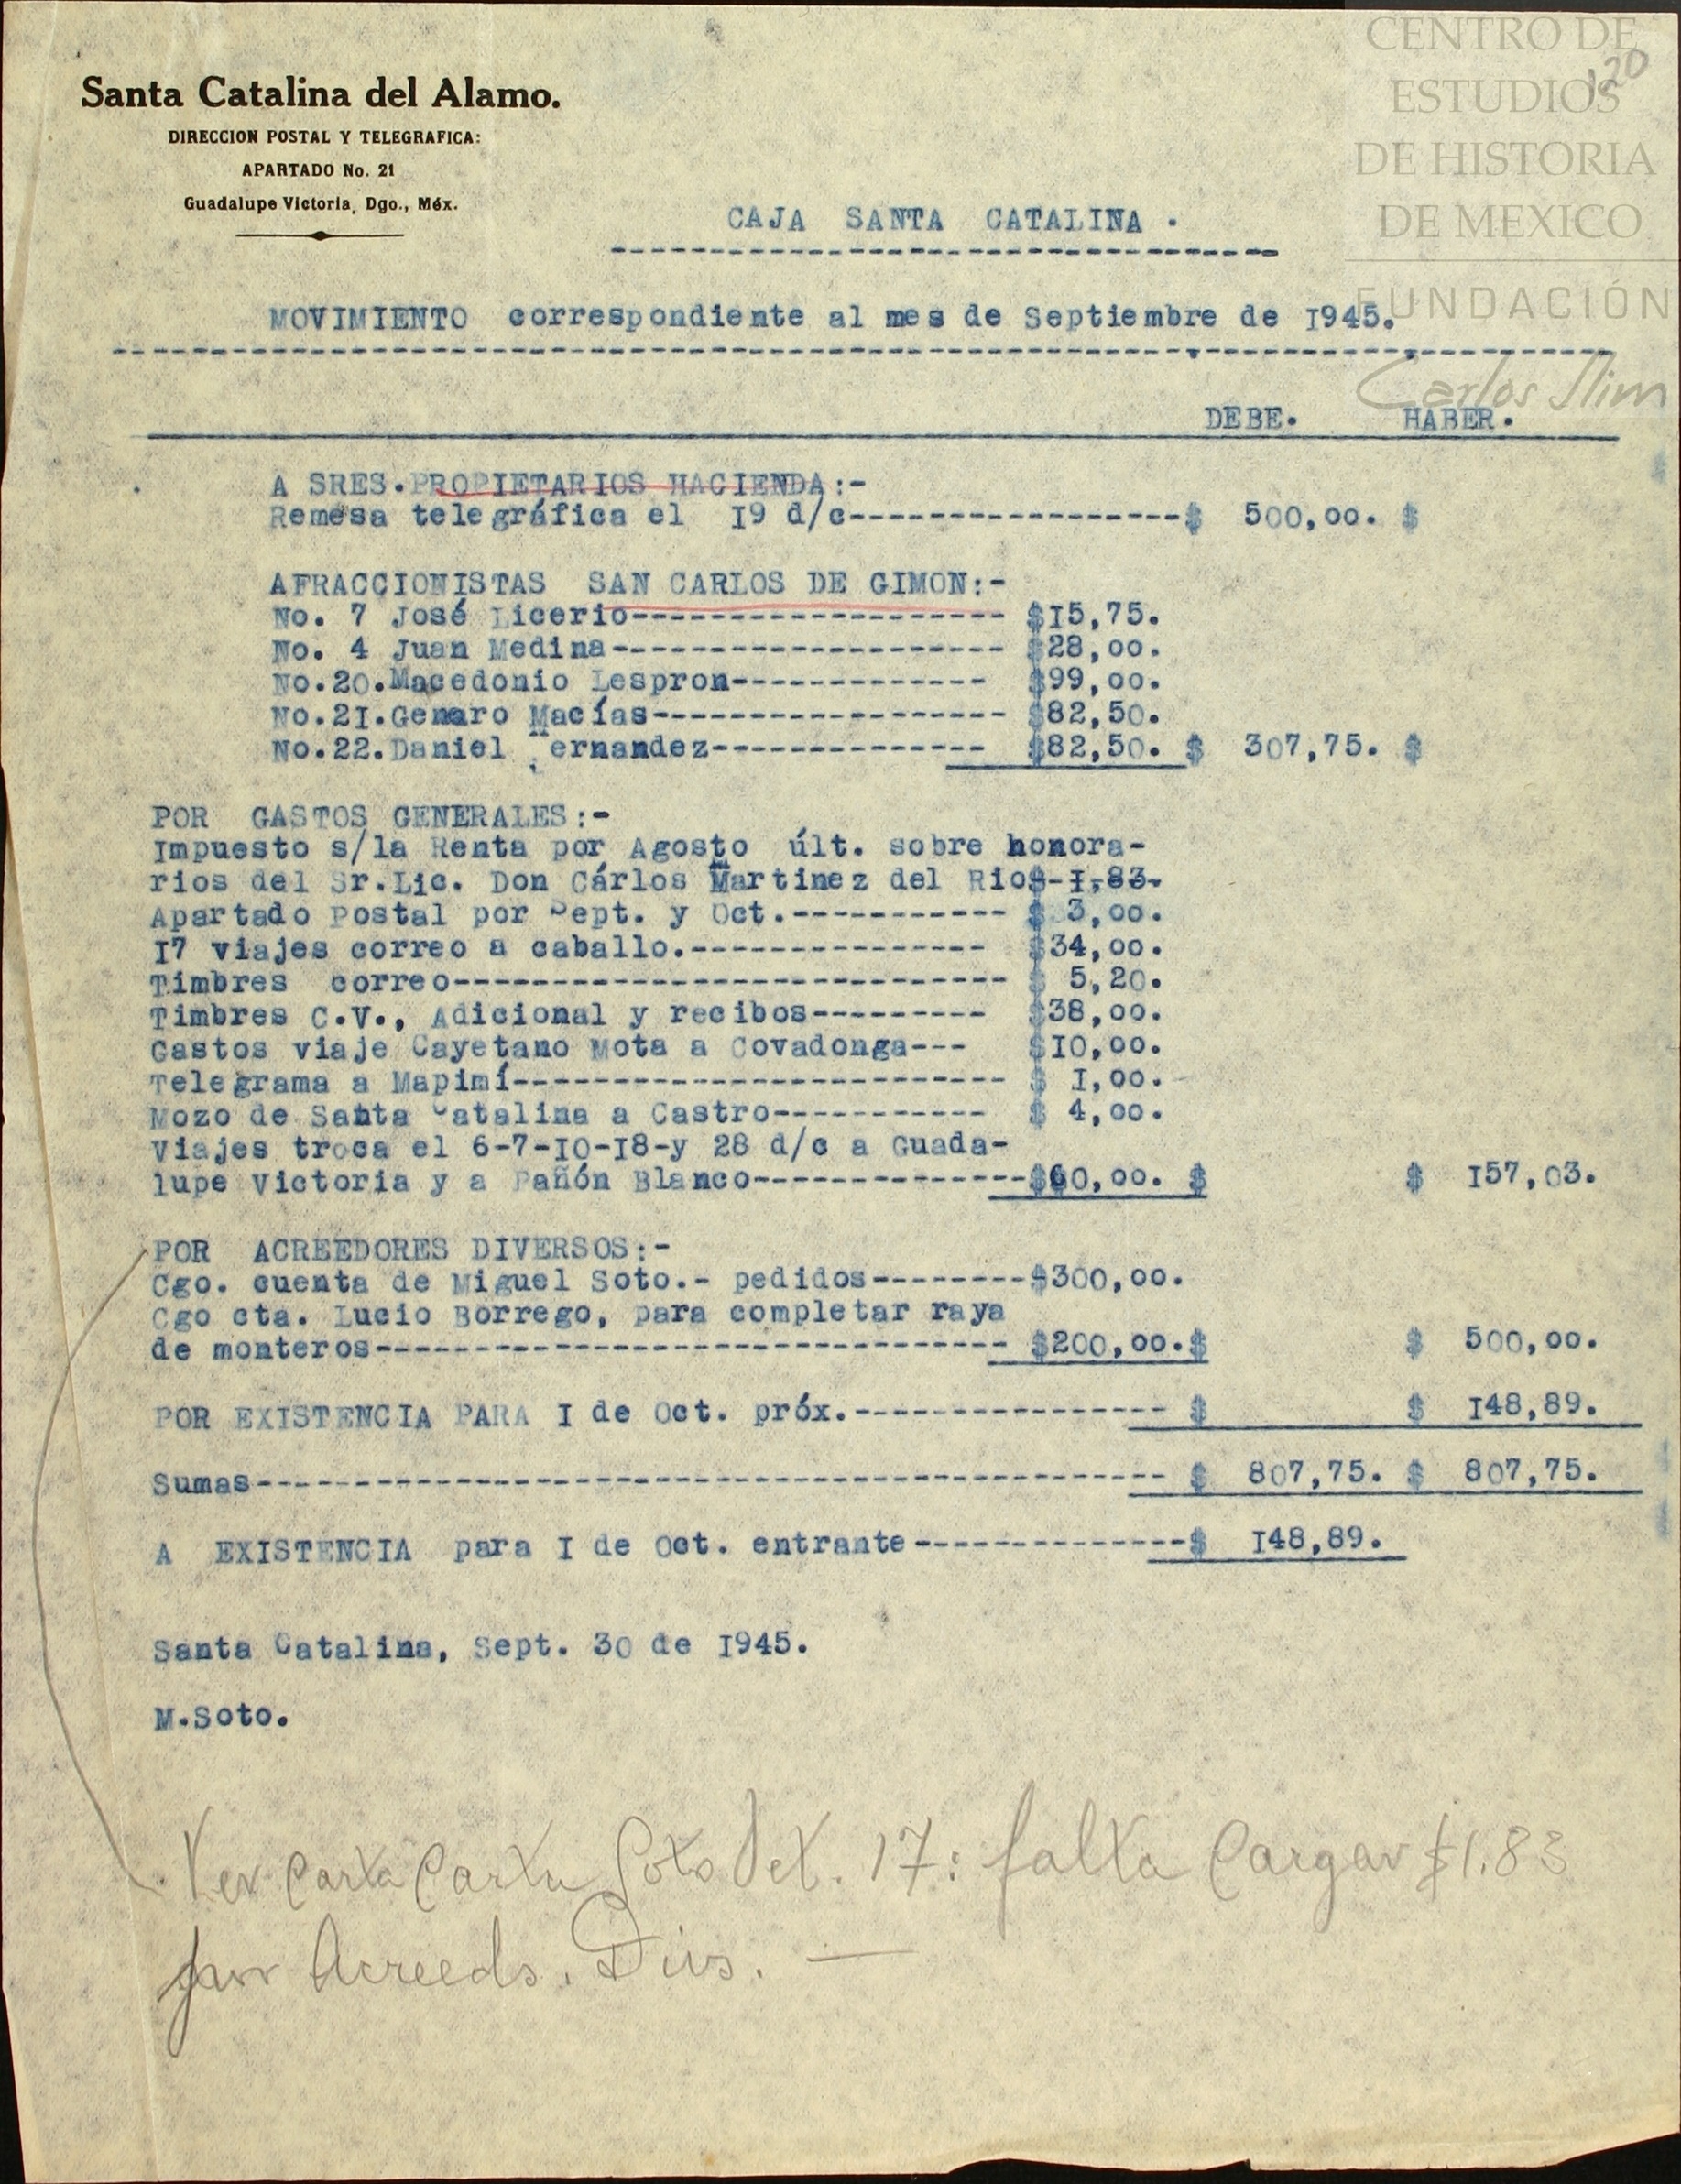 CENTRO DE
ESTUDIOS
DE HISTORIA
DE MEXICO
FUNDACIÓN
Carlos Slim
120
Santa Catalina del Alamo.
DIRECCION POSTAL Y TELEGRAFICA:
APARTADO No. 21
Guadalupe Victoria, Dgo., Méx.
CAJA SANTA CATALINA .
MOVIMIENTO correspondiente al mes de Septiembre de 1945.
DEBE. HABER.
A SRES.PROPIETARIOS HACIENDA:-
Remesa telegráfica el 19 d/c-----------------$ 500,00. $
AFRACCIONISTAS SAN CARLOS DE GIMON:-
No. 7 José Licerio------------------- $15,75.
No. 4 Juan Medina-------------------- $28,00.
No.20.Macedonio Lespron------------- $99,00.
No.21.Genaro Macías------------------ $82,50.
No.22.Daniel Hernandez-------------- $82,50. $ 307,75. $
POR GASTOS GENERALES:-
Impuesto s/la Renta por Agosto últ. sobre honora-
rios del Sr.Lic. Don Cárlos Martinez del Rio$-1,83.
Apartado Postal por Sept. y Oct.----------- $ 3,00.
17 viajes correo a caballo.--------------- $34,00.
Timbres correo---------------------------- $ 5,20.
Timbres C.V., Adicional y recibos--------- $38,00.
Gastos viaje Cayetano Mota a Covadonga--- $10,00.
Telegrama a Mapimí------------------------- $ 1,00.
Mozo de Santa Catalina a Castro----------- $ 4,00.
Viajes troca el 6-7-10-18-y 28 d/c a Guada-
lupe Victoria y a Pañón Blanco--------------$60,00. $ $ 157,03.
POR ACREEDORES DIVERSOS:-
Cgo. cuenta de Miguel Soto.- pedidos--------$300,00.
Cgo cta. Lucio Borrego, para completar raya
de monteros-------------------------------- $200,00.$ $ 500,00.
POR EXISTENCIA PARA 1 de Oct. próx.---------------- $ $ 148,89.
Sumas---------------------------------------------- $ 807,75. $ 807,75.
A EXISTENCIA para 1 de Oct. entrante--------------$ 148,89.
Santa Catalina, Sept. 30 de 1945.
M.Soto.
Ver Carta Carta Soto Oct. 17: falta Cargar $1.83
para Acreeds. Divs. —